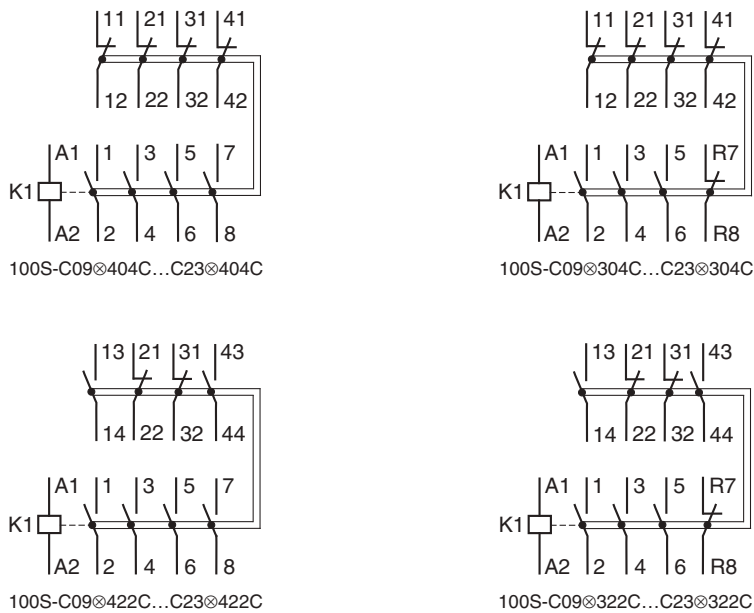 11 21 31 41
12 22 32 42
A1 1 3 5 7
K1
A2 2 4 6 8
100S-C09⊗404C…C23⊗404C
11 21 31 41
12 22 32 42
A1 1 3 5 R7
K1
A2 2 4 6 R8
100S-C09⊗304C…C23⊗304C
13 21 31 43
14 22 32 44
A1 1 3 5 7
K1
A2 2 4 6 8
100S-C09⊗422C…C23⊗422C
13 21 31 43
14 22 32 44
A1 1 3 5 R7
K1
A2 2 4 6 R8
100S-C09⊗322C…C23⊗322C